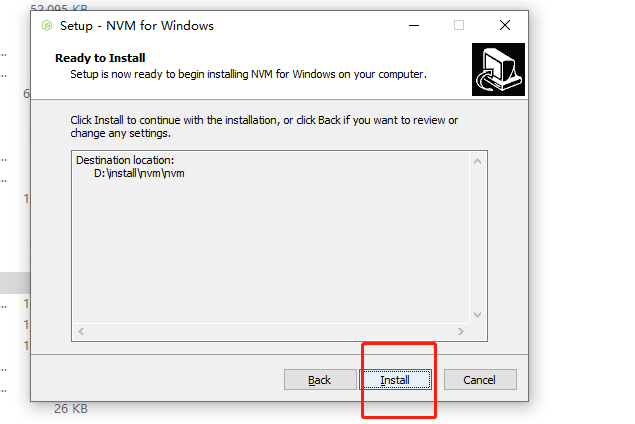 52,095 KB
Setup - NVM for Windows
Ready to Install
Setup is now ready to begin installing NVM for Windows on your computer.
Click Install to continue with the installation, or click Back if you want to review or
change any settings.
Destination location:
D:\install\nvm\nvm
Back
Install
Cancel
26 KB